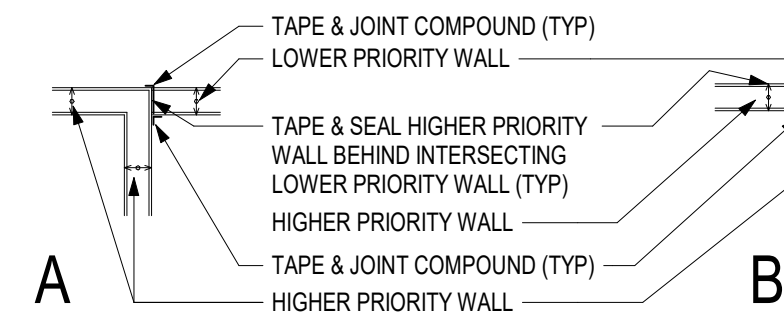 TAPE & JOINT COMPOUND (TYP)
LOWER PRIORITY WALL
TAPE & SEAL HIGHER PRIORITY
WALL BEHIND INTERSECTING
LOWER PRIORITY WALL (TYP)
HIGHER PRIORITY WALL
TAPE & JOINT COMPOUND (TYP)
HIGHER PRIORITY WALL
A
B